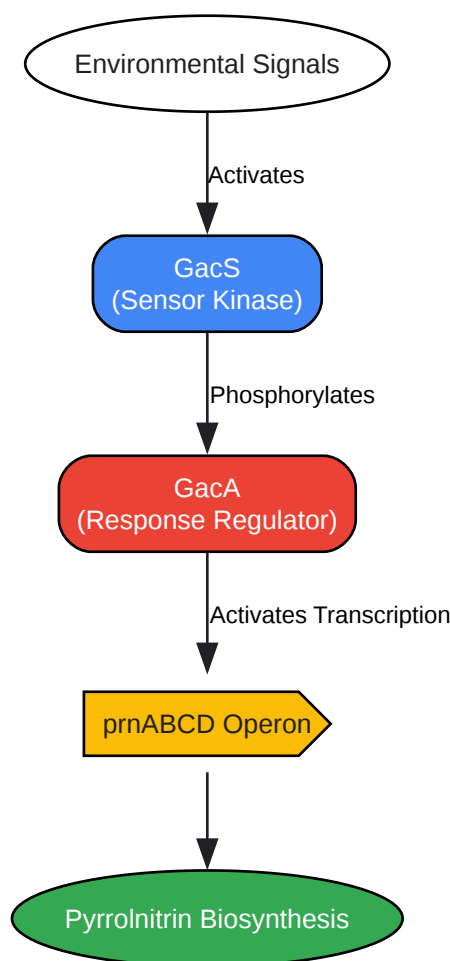 Environmental Signals
Activates
GacS
(Sensor Kinase)
Phosphorylates
GacA
(Response Regulator)
Activates Transcription
prnABCD Operon
Pyrrolnitrin Biosynthesis